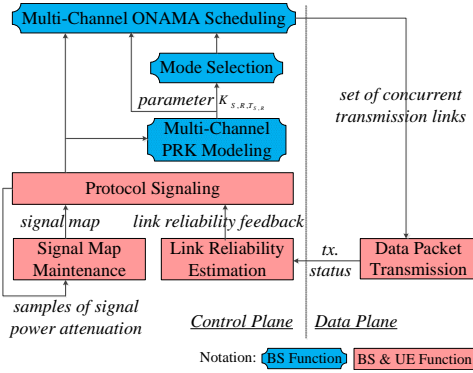 Multi-Channel ONAMA Scheduling
Mode Selection
parameter K S,R,T S,R
set of concurrent
transmission links
Multi-Channel
PRK Modeling
Protocol Signaling
signal map
link reliability feedback
Signal Map
Maintenance
Link Reliability
Estimation
tx.
status
Data Packet
Transmission
samples of signal
power attenuation
Control Plane
Data Plane
Notation: BS Function BS & UE Function